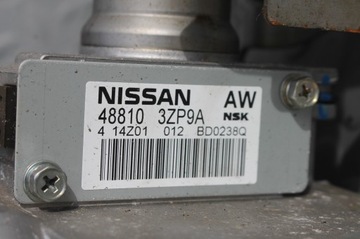 NISSAN AW
48810 3ZP9A NSK
4 14Z01 012 BD0238Q